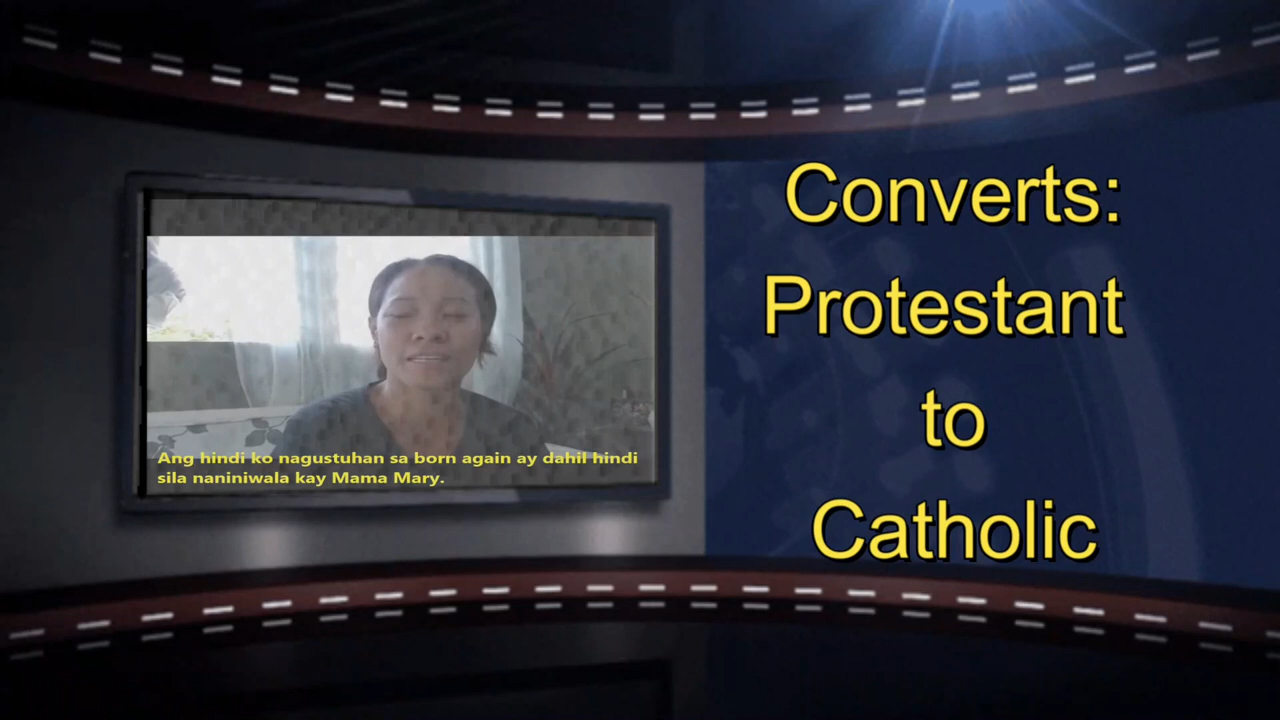 Converts:
Protestant
to
Catholic
Ang hindi ko nagustuhan sa born again ay dahil hindi
sila naniniwala kay Mama Mary.